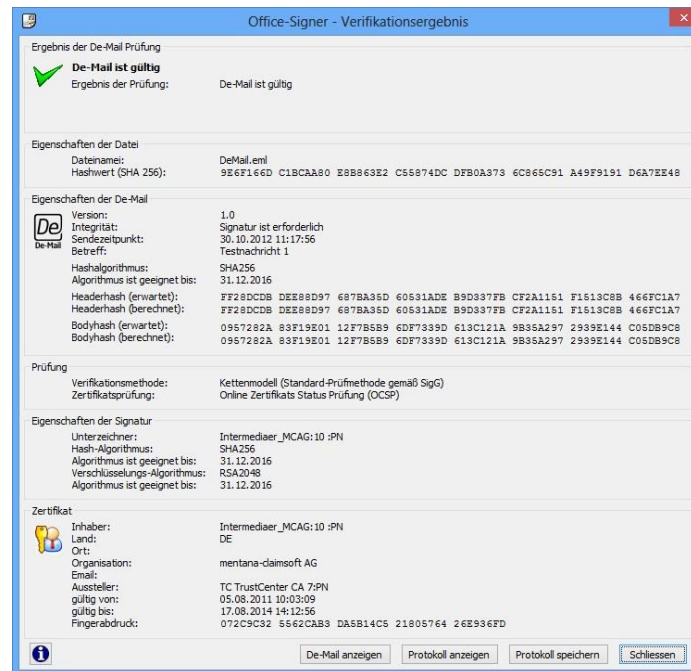 Office-Signer - Verifikationsergebnis
Ergebnis der De-Mail Prüfung
De-Mail ist gültig
Ergebnis der Prüfung: De-Mail ist gültig
Eigenschaften der Datei
Dateinamei: DeMail.eml
Hashwert (SHA 256): 9E6F166D C1BCAA80 E8B863E2 C55874DC DFB0A373 6C865C91 A49F9191 D6A7EE48
Eigenschaften der De-Mail
De
De-Mail
Version: 1.0
Integrität: Signatur ist erforderlich
Sendezeitpunkt: 30.10.2012 11:17:56
Betreff: Testnachricht 1
Hashalgorithmus: SHA256
Algorithmus ist geeignet bis: 31.12.2016
Headerhash (erwartet): FF28DCDB DEE88D97 687BA35D 60531ADE B9D337FB CF2A1151 F1513C8B 466FC1A7
Headerhash (berechnet): FF28DCDB DEE88D97 687BA35D 60531ADE B9D337FB CF2A1151 F1513C8B 466FC1A7
Bodyhash (erwartet): 0957282A 83F19E01 12F7B5B9 6DF7339D 613C121A 9B35A297 2939E144 C05DB9C8
Bodyhash (berechnet): 0957282A 83F19E01 12F7B5B9 6DF7339D 613C121A 9B35A297 2939E144 C05DB9C8
Prüfung
Verifikationsmethode: Kettenmodell (Standard-Prüfmethode gemäß SigG)
Zertifikatsprüfung: Online Zertifikats Status Prüfung (OCSP)
Eigenschaften der Signatur
Unterzeichner: Intermediaer_MCAG:10 :PN
Hash-Algorithmus: SHA256
Algorithmus ist geeignet bis: 31.12.2016
Verschlüsselungs-Algorithmus: RSA2048
Algorithmus ist geeignet bis: 31.12.2016
Zertifikat
Inhaber: Intermediaer_MCAG:10 :PN
Land: DE
Ort:
Organisation: mentana-claimsoft AG
Email:
Aussteller: TC TrustCenter CA 7:PN
gültig von: 05.08.2011 10:03:09
gültig bis: 17.08.2014 14:12:56
Fingerabdruck: 072C9C32 5562CAB3 DA5B14C5 21805764 26E936FD
De-Mail anzeigen Protokoll anzeigen Protokoll speichern Schliessen